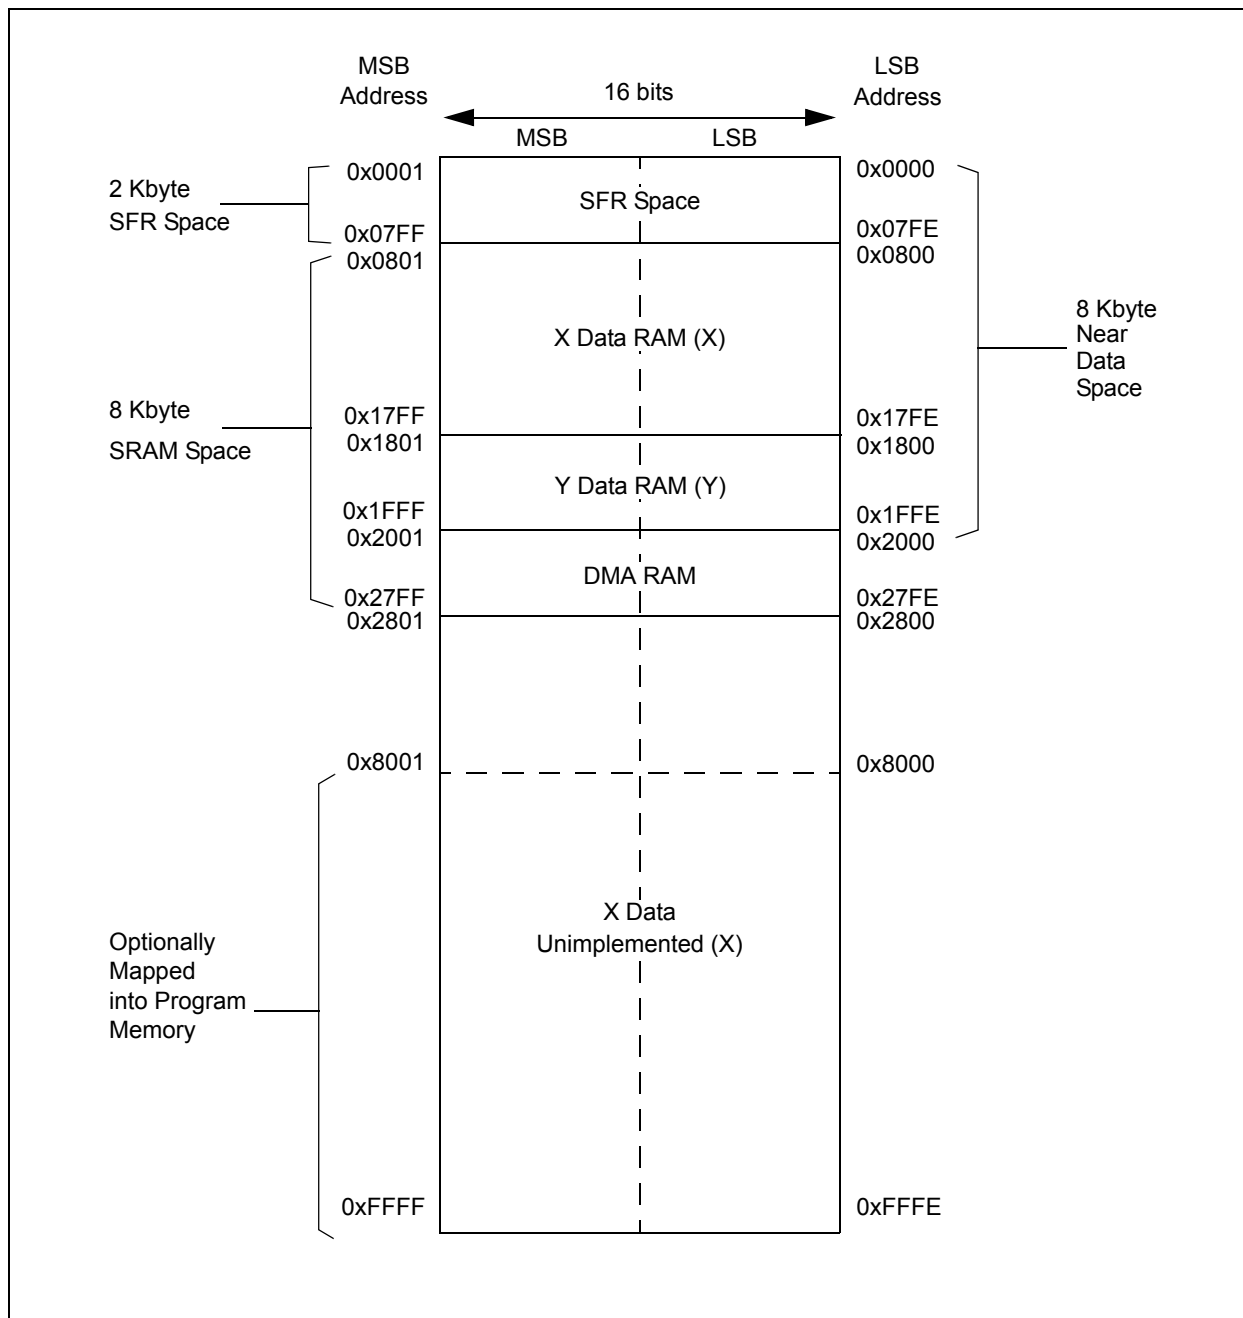 MSB
Address
LSB
Address
16 bits
MSB
LSB
0x0001
0x0000
2 Kbyte
SFR Space
SFR Space
0x07FF
0x07FE
0x0801
0x0800
X Data RAM (X)
8 Kbyte
Near
Data
Space
8 Kbyte
SRAM Space
0x17FF
0x17FE
0x1801
0x1800
Y Data RAM (Y)
0x1FFF
0x1FFE
0x2001
0x2000
DMA RAM
0x27FF
0x27FE
0x2801
0x2800
0x8001
0x8000
X Data
Unimplemented (X)
Optionally
Mapped
into Program
Memory
0xFFFF
0xFFFE